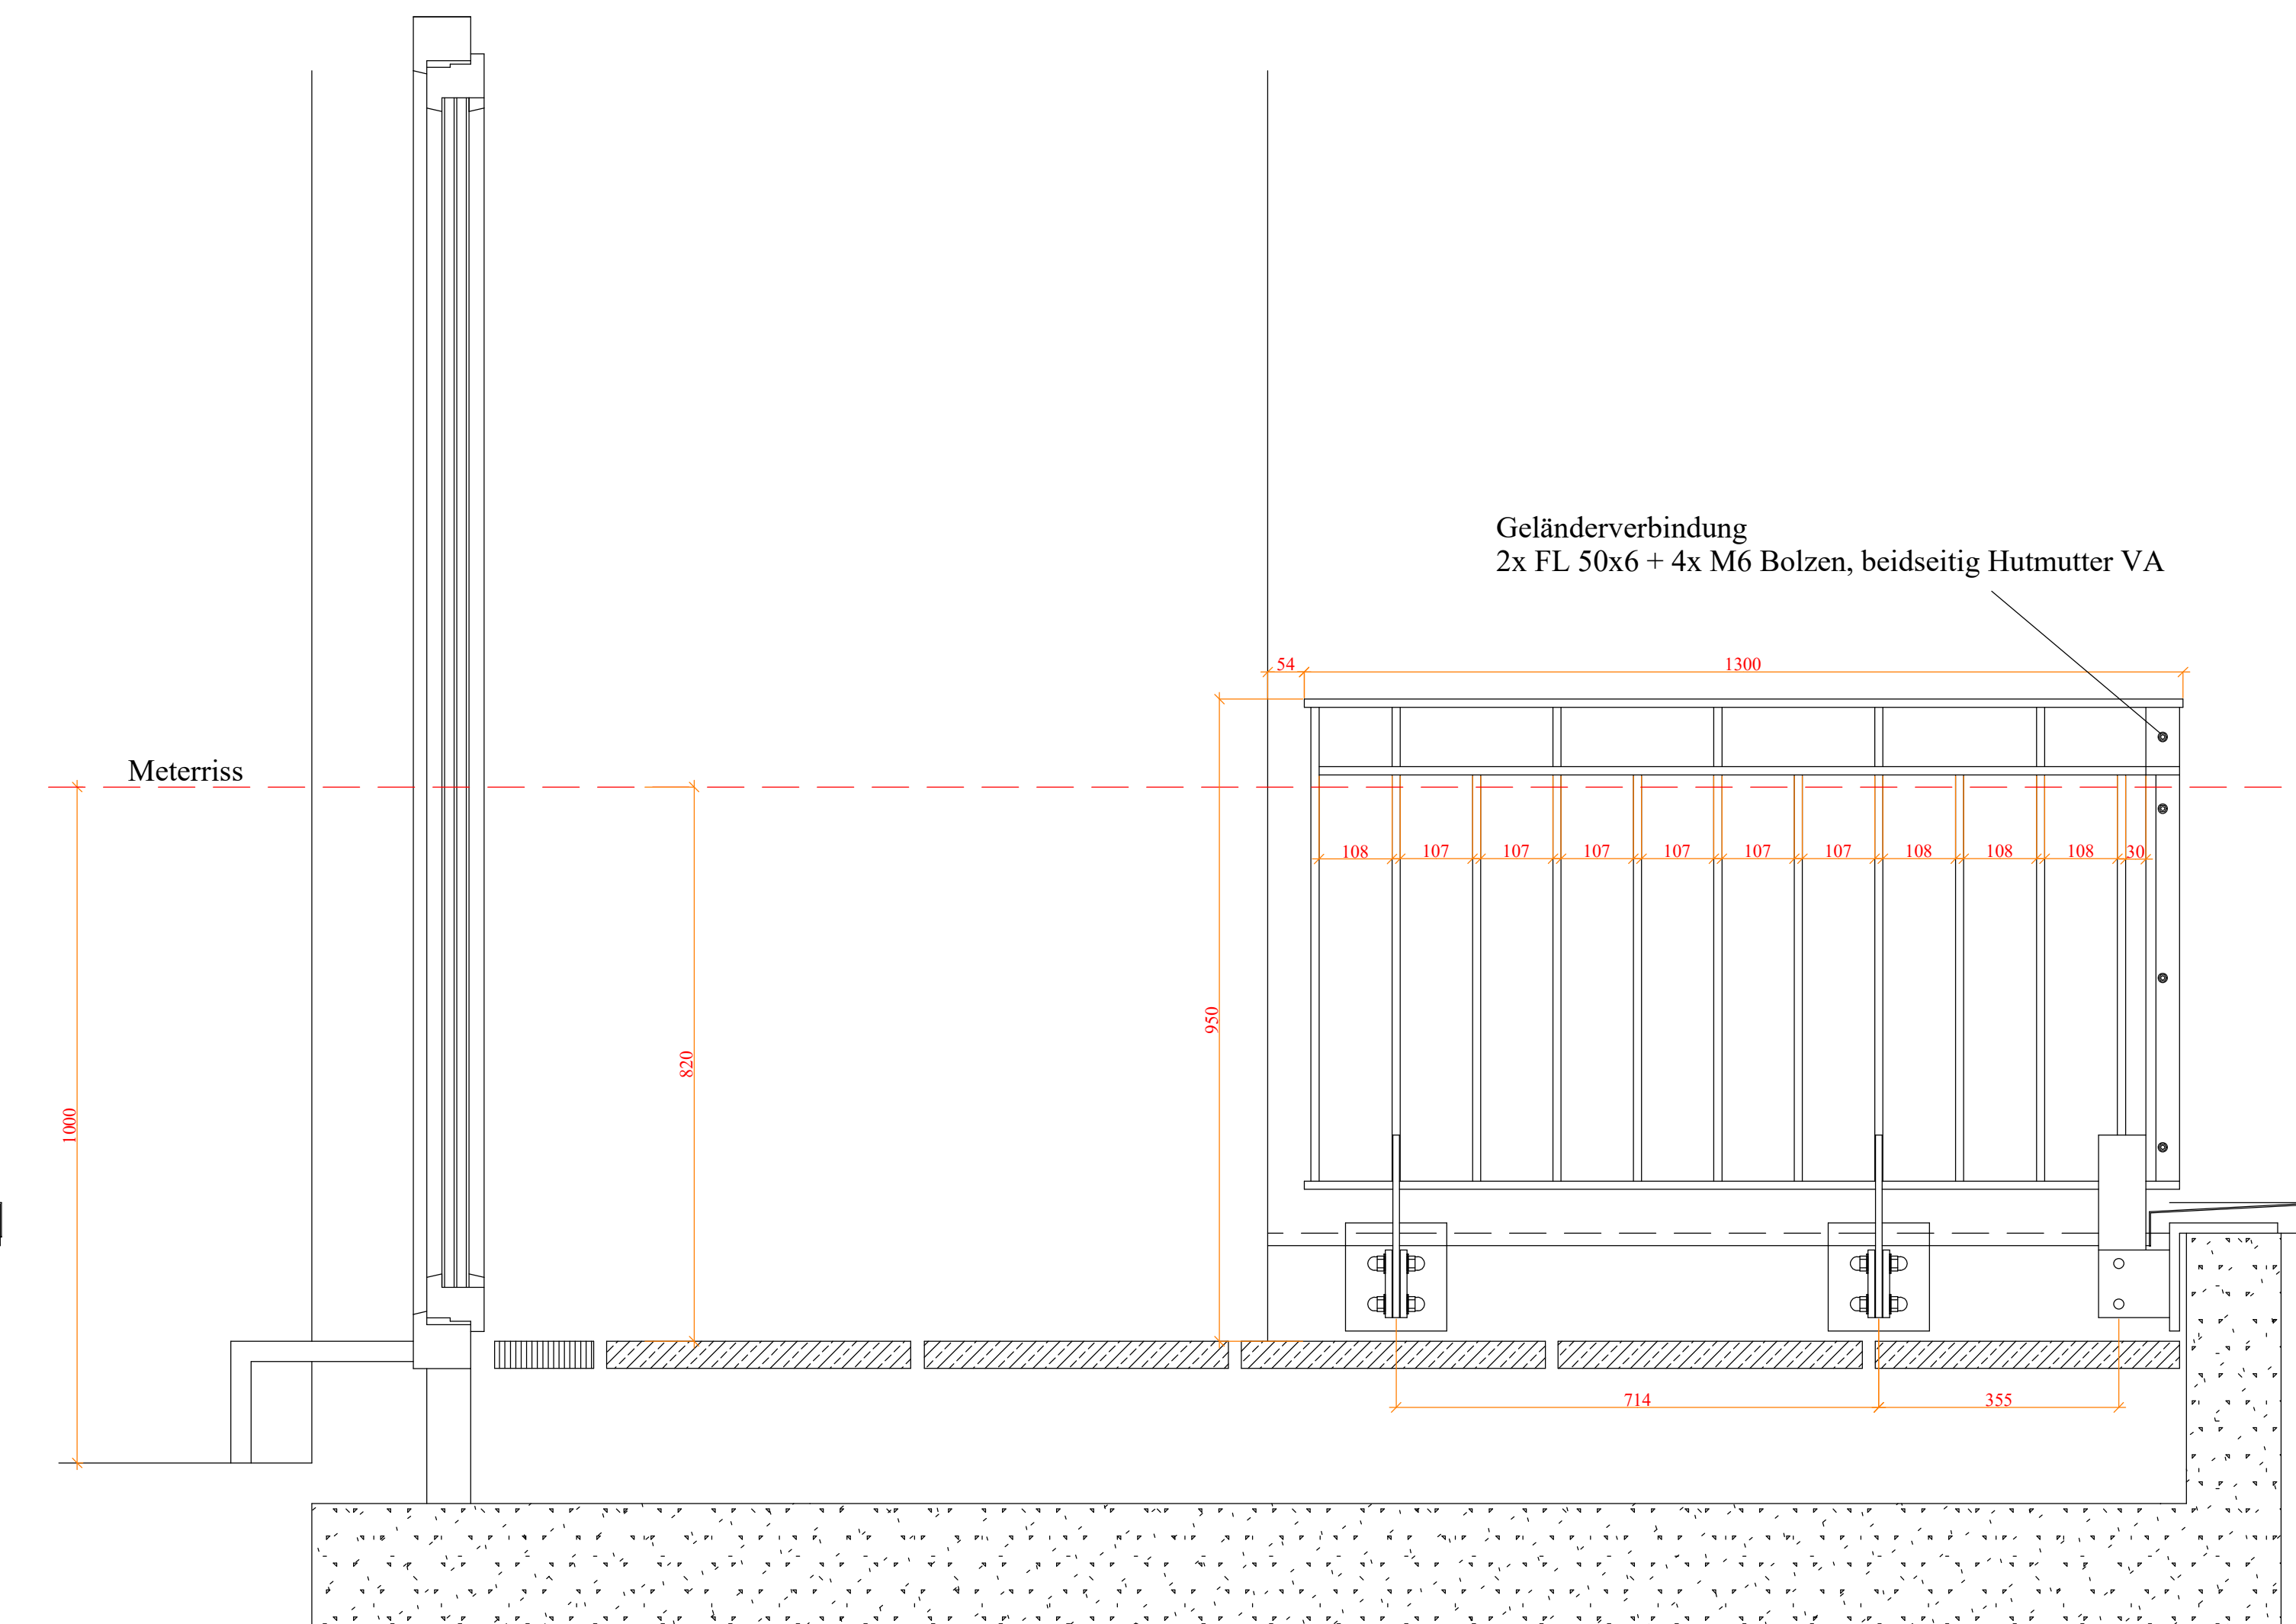 Geländerverbindung
2x FL 50x6 + 4x M6 Bolzen, beidseitig Hutmutter VA
54
1300
Meterriss
108 107 107 107 107 107 107 108 108 108 30
950
820
1000
714
355